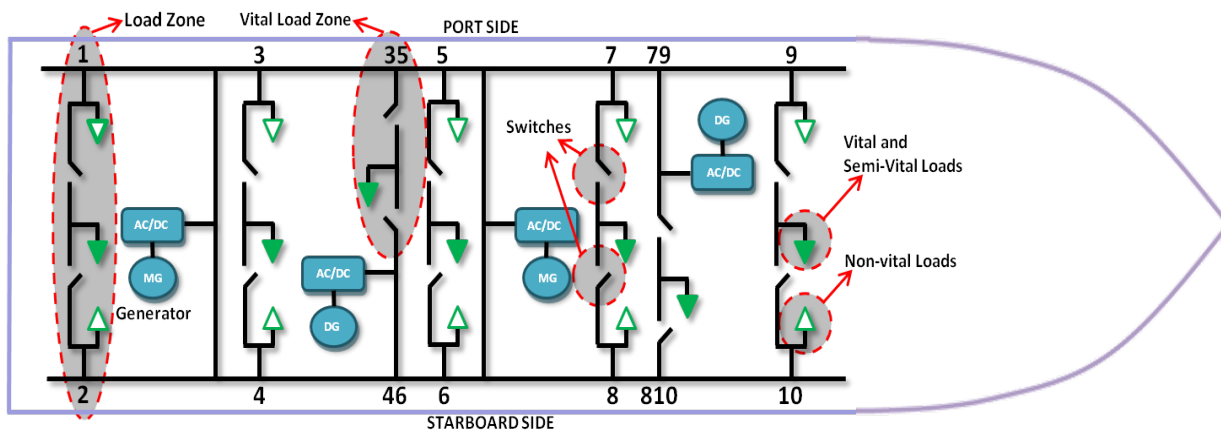 Load Zone
Vital Load Zone
PORT SIDE
1
3
35
5
7
79
9
DG
Switches
AC/DC
Vital and
Semi-Vital Loads
AC/DC
AC/DC
MG
AC/DC
MG
Non-vital Loads
Generator
DG
2
4
46
6
8
810
10
STARBOARD SIDE